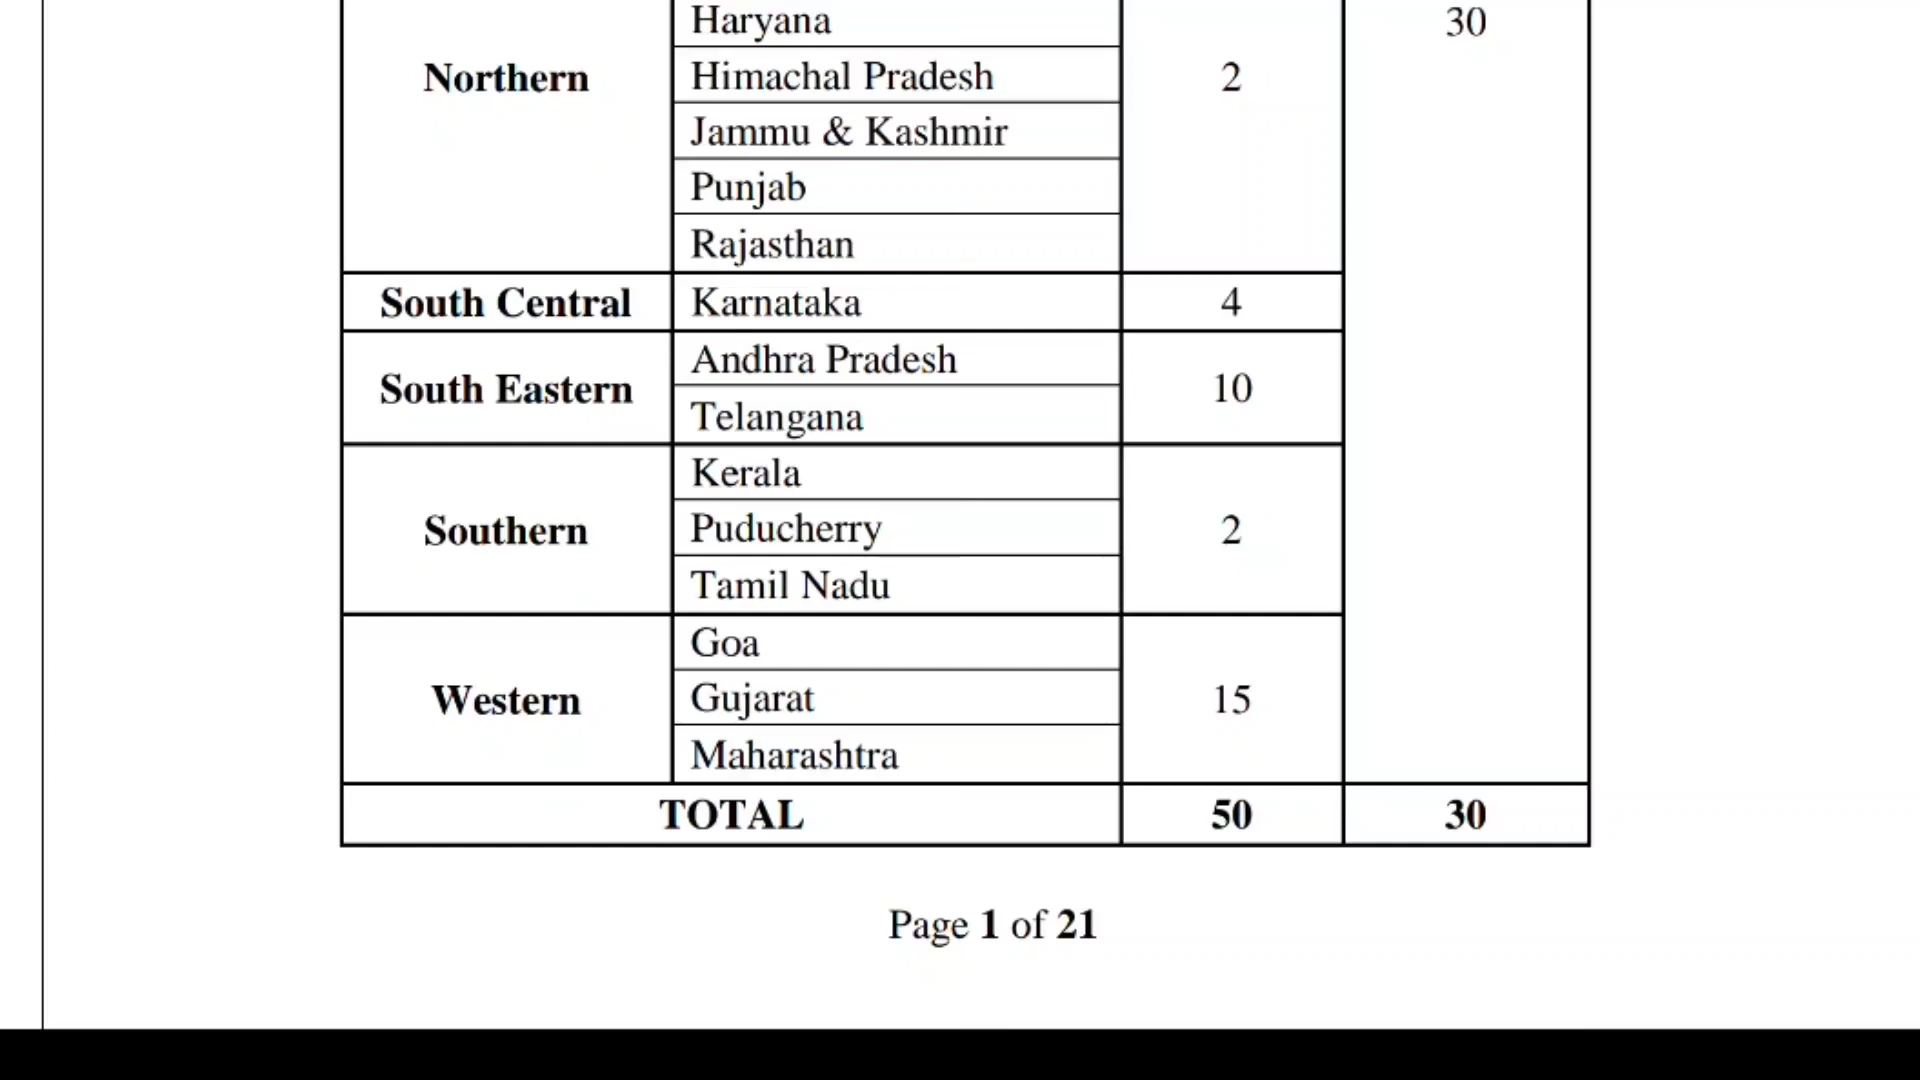 Haryana
30
Northern
Himachal Pradesh
2
Jammu & Kashmir
Punjab
Rajasthan
South Central
Karnataka
4
South Eastern
Andhra Pradesh
10
Telangana
Southern
Kerala
Puducherry
2
Tamil Nadu
Western
Goa
Gujarat
15
Maharashtra
TOTAL
50
30
Page 1 of 21